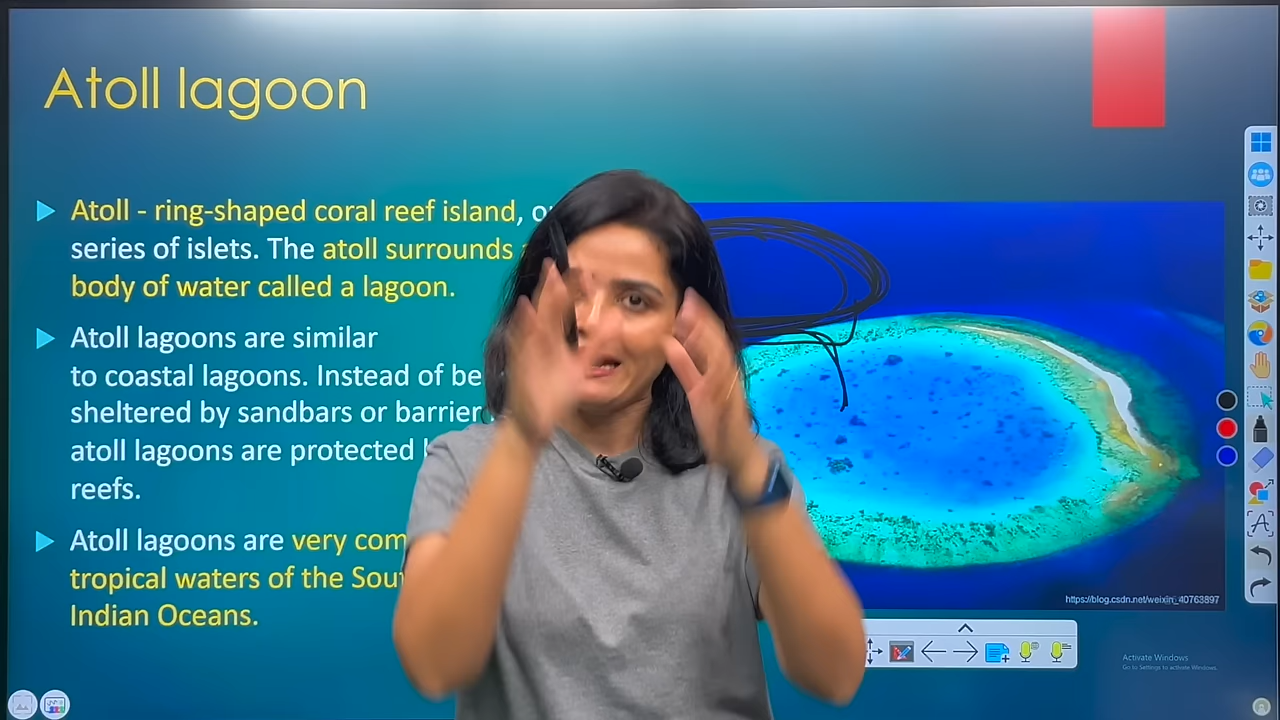 Atoll lagoon
Atoll - ring-shaped coral reef island,
series of islets. The atoll surrounds
body of water called a lagoon.
Atoll lagoons are similar
to coastal lagoons. Instead of
sheltered by sandbars or barrier
atoll lagoons are protected
reefs.
Atoll lagoons are very
tropical waters of the
Indian Oceans.
https://blog.csdn.net/weixin_40763897
Activate Windows
Go to Settings to activate Windows.